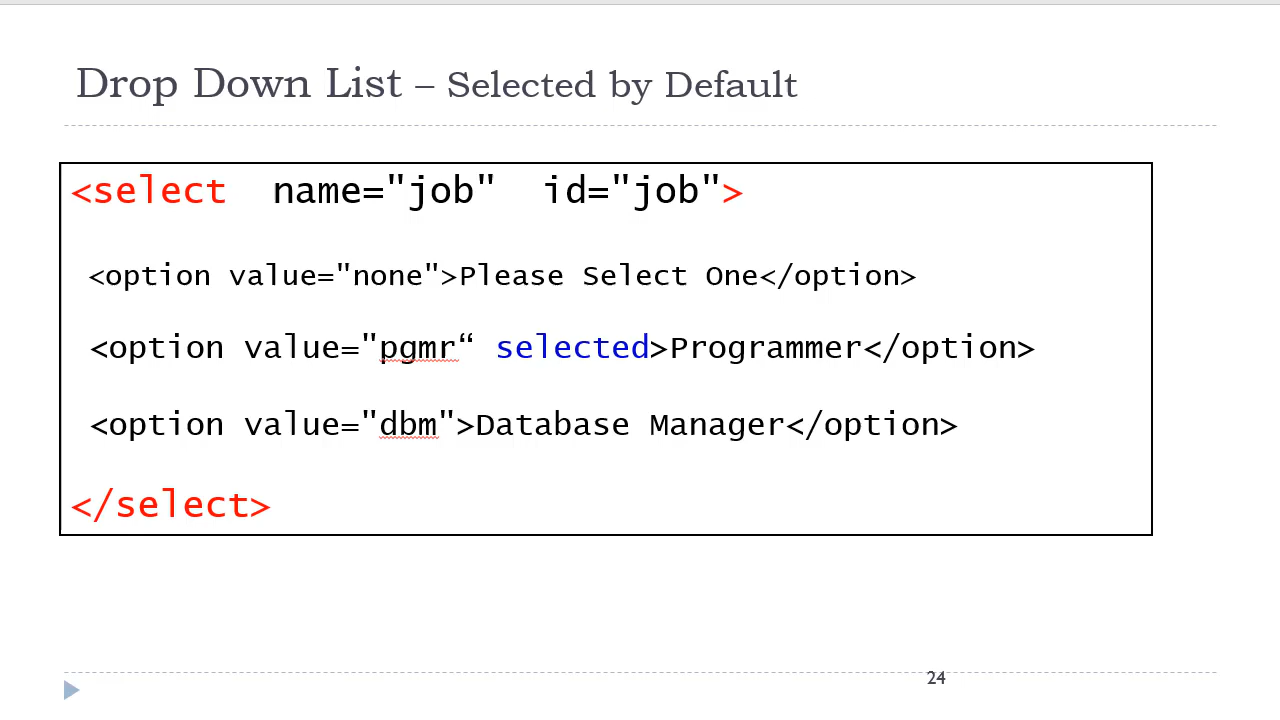 Drop Down List – Selected by Default
<select name="job" id="job">
<option value="none">Please Select One</option>
<option value="pgmr“ selected>Programmer</option>
<option value="dbm">Database Manager</option>
</select>
24